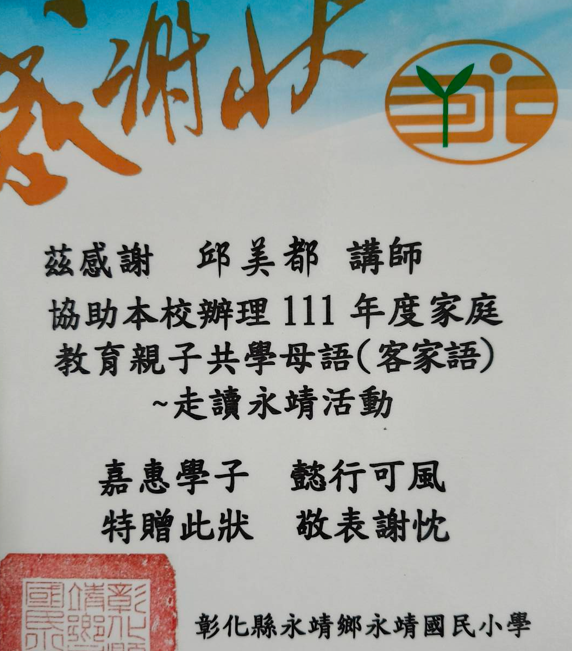 感謝狀
茲感謝 邱美都 講師
協助本校辦理111年度家庭
教育親子共學母語(客家語)
~走讀永靖活動
嘉惠學子 懿行可風
特贈此狀 敬表謝忱
彰化縣永靖鄉永靖國民小學